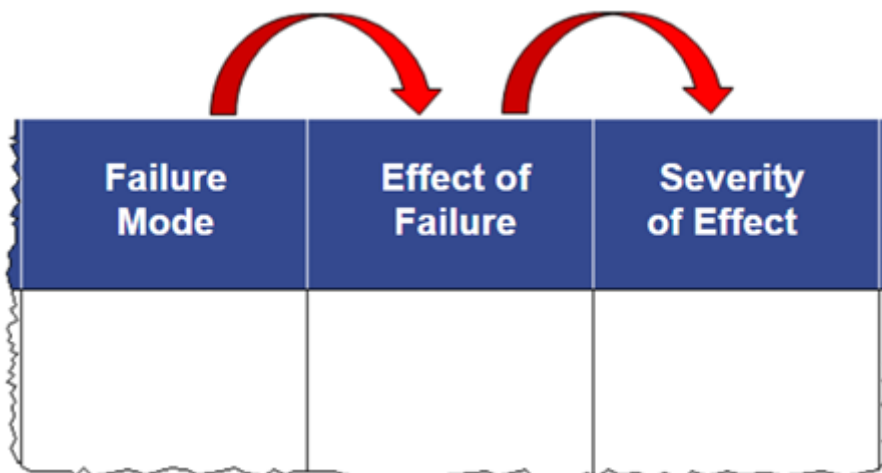 Failure
Mode
Effect of
Failure
Severity
of Effect